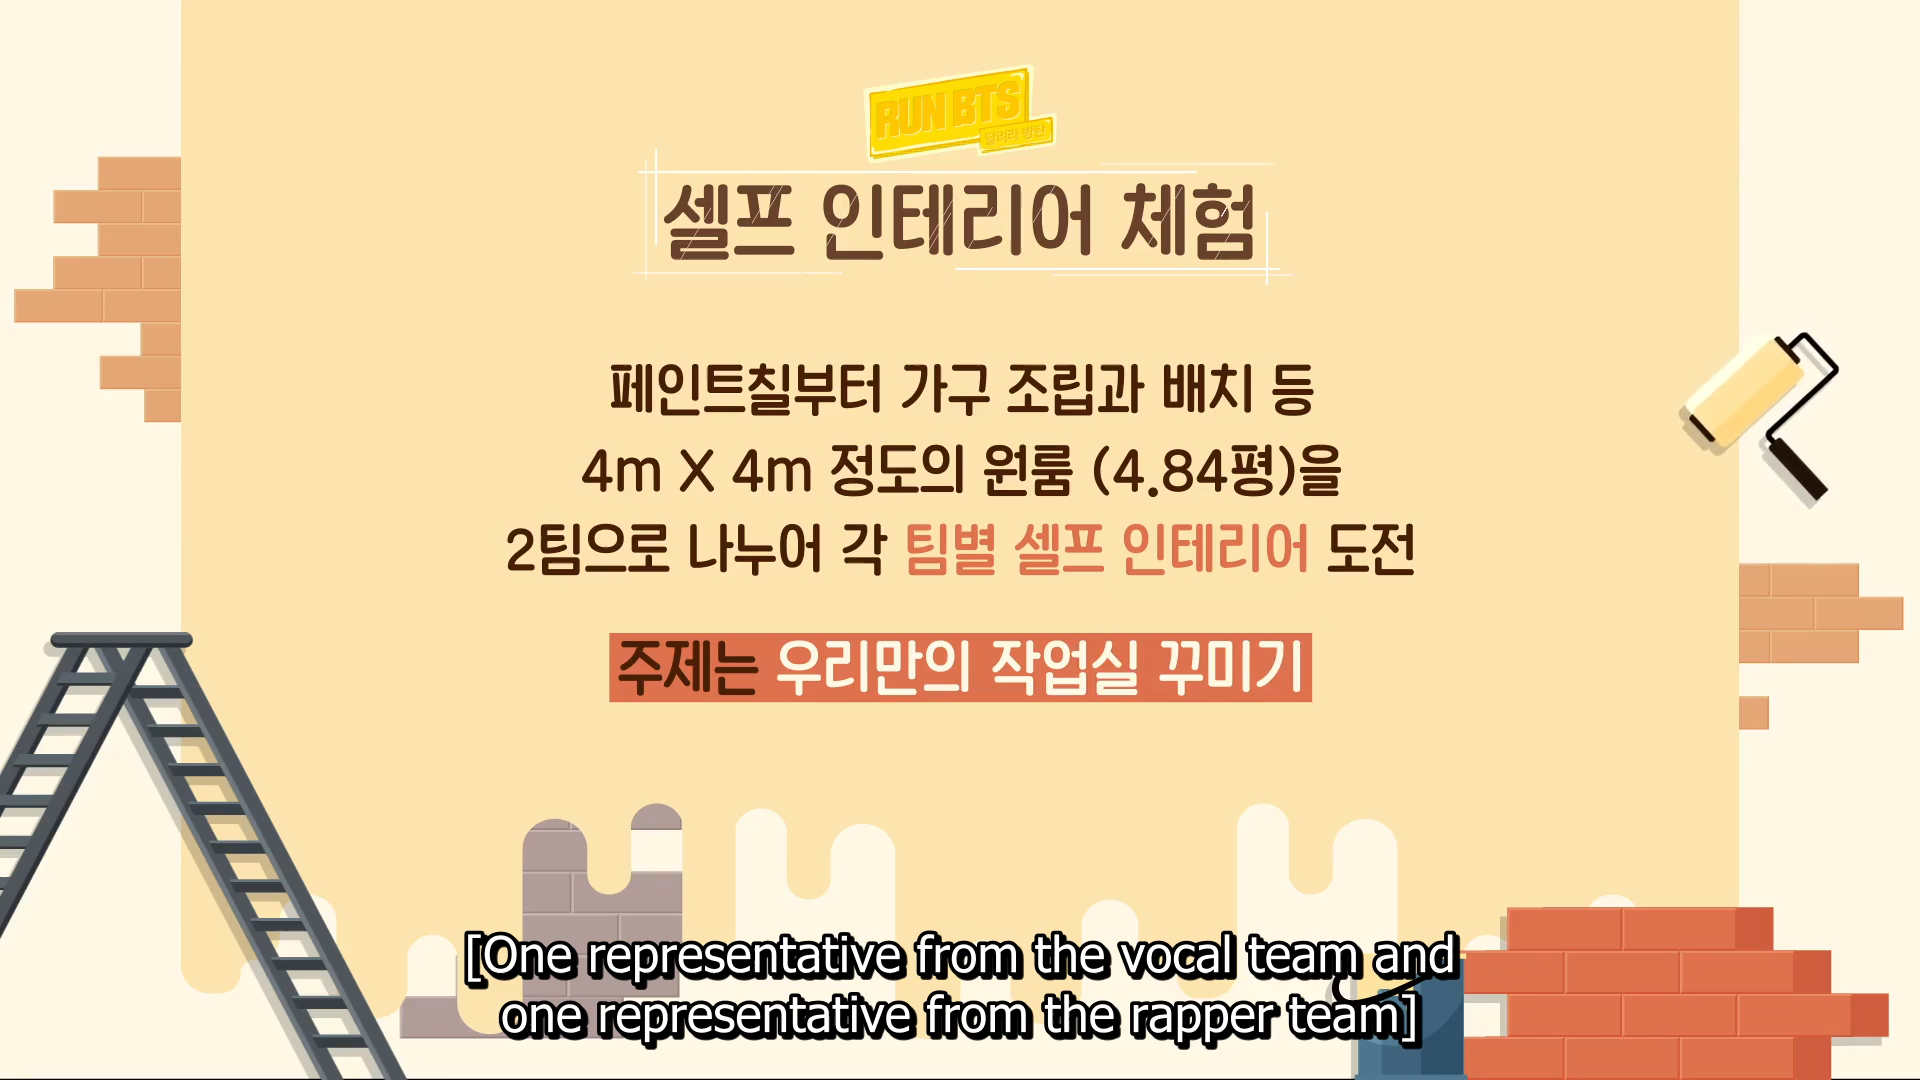 RUN BTS
달려라 방탄
셀프 인테리어 체험
페인트칠부터 가구 조립과 배치 등
4m X 4m 정도의 원룸 (4.84평)을
2팀으로 나누어 각 팀별 셀프 인테리어 도전
주제는 우리만의 작업실 꾸미기
[One representative from the vocal team and
one representative from the rapper team]